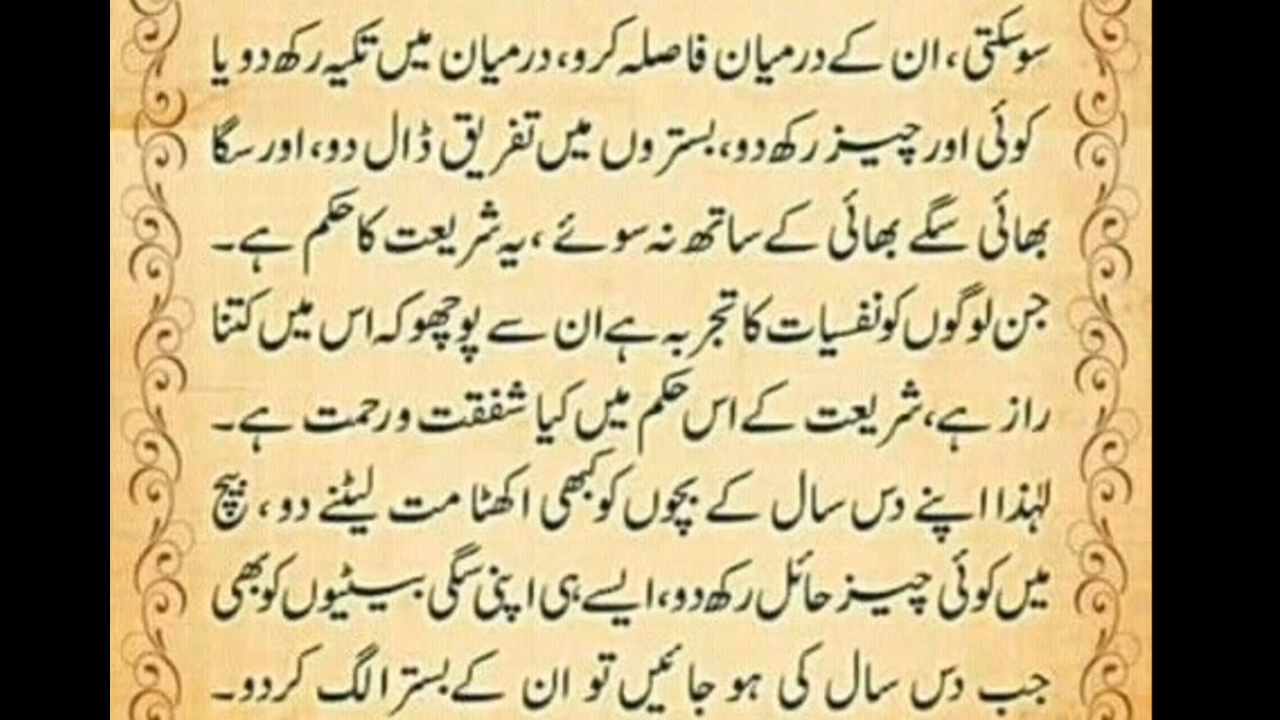 سو سکتی، ان کے درمیان فاصلہ کرو، درمیان میں تکیہ رکھ دو یا
کوئی اور چیز رکھ دو، بستروں میں تفریق ڈال دو، اور سگا
بھائی سگے بھائی کے ساتھ نہ سوئے، یہ شریعت کا حکم ہے۔
جن لوگوں کو نفسیات کا تجربہ ہے ان سے پوچھو کہ اس میں کتنا
راز ہے، شریعت کے اس حکم میں کیا شفقت و رحمت ہے۔
لہٰذا اپنے دس سال کے بچوں کو کبھی اکھٹا مت لیٹنے دو، بیچ
میں کوئی چیز حائل رکھ دو، ایسے ہی اپنی سگی بیٹیوں کو بھی
جب دس سال کی ہو جائیں تو ان کے بستر الگ کر دو۔